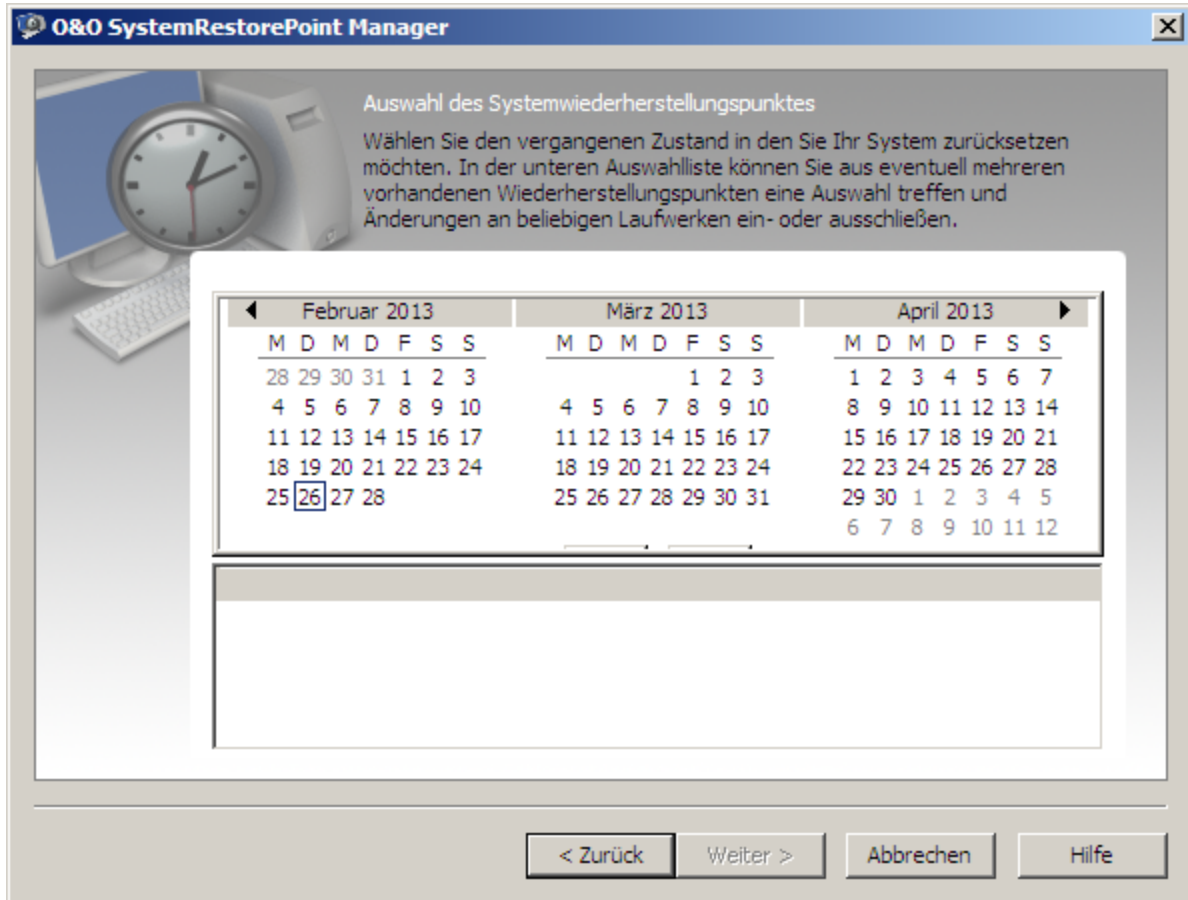 O&O SystemRestorePoint Manager
Auswahl des Systemwiederherstellungspunktes
Wählen Sie den vergangenen Zustand in den Sie Ihr System zurücksetzen
möchten. In der unteren Auswahlliste können Sie aus eventuell mehreren
vorhandenen Wiederherstellungspunkten eine Auswahl treffen und
Änderungen an beliebigen Laufwerken ein- oder ausschließen.
Februar 2013 März 2013 April 2013
M D M D F S S M D M D F S S M D M D F S S
28 29 30 31 1 2 3 1 2 3 1 2 3 4 5 6 7
4 5 6 7 8 9 10 4 5 6 7 8 9 10 8 9 10 11 12 13 14
11 12 13 14 15 16 17 11 12 13 14 15 16 17 15 16 17 18 19 20 21
18 19 20 21 22 23 24 18 19 20 21 22 23 24 22 23 24 25 26 27 28
25 26 27 28 25 26 27 28 29 30 31 29 30 1 2 3 4 5
6 7 8 9 10 11 12
< Zurück Weiter > Abbrechen Hilfe